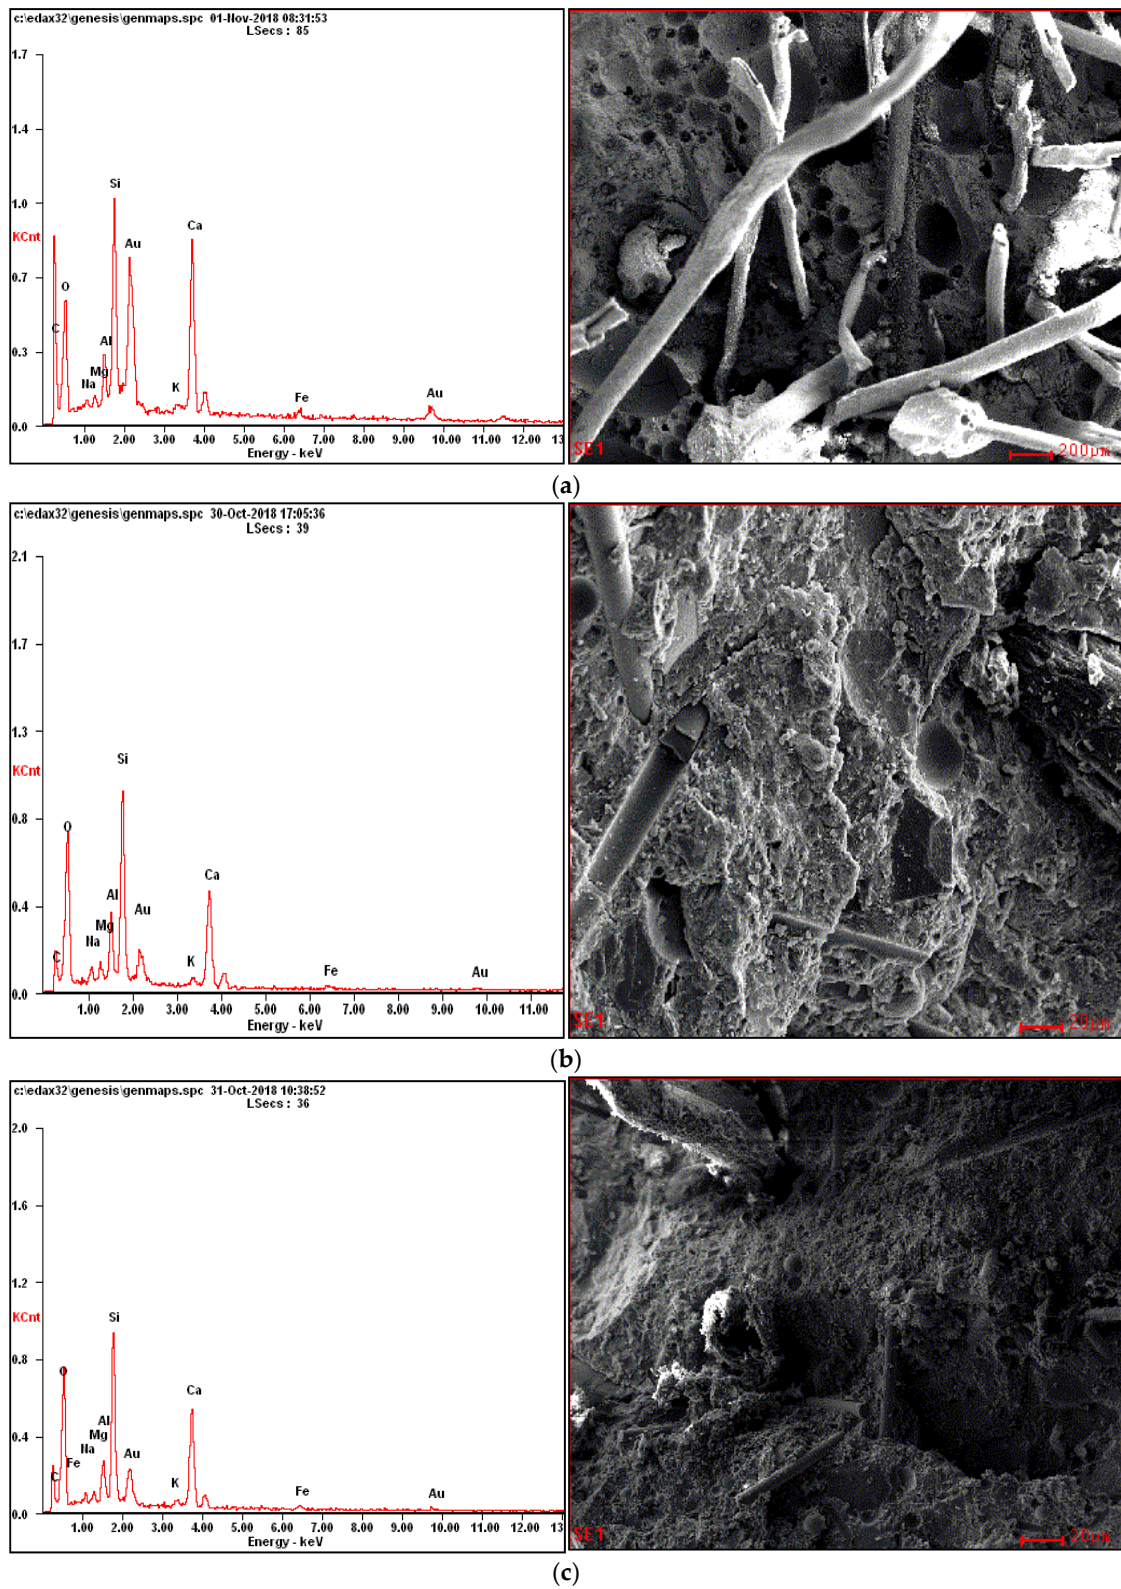 c:\edax32\genesis\genmaps.spc 01-Nov-2018 08:31:53
LSecs : 85
1.7
1.4
1.0
KCnt
0.7
0.3
0.0
C
O
Na
Mg
Al
Si
Au
K
Ca
Fe
Au
1.00 2.00 3.00 4.00 5.00 6.00 7.00 8.00 9.00 10.00 11.00 12.00 13
Energy - keV
SE1
200µm
(a)
c:\edax32\genesis\genmaps.spc 30-Oct-2018 17:05:36
LSecs : 39
2.1
1.7
1.3
KCnt
0.8
0.4
0.0
C
O
Na
Mg
Al
Si
Au
K
Ca
Fe
Au
1.00 2.00 3.00 4.00 5.00 6.00 7.00 8.00 9.00 10.00 11.00
Energy - keV
SE1
20µm
(b)
c:\edax32\genesis\genmaps.spc 31-Oct-2018 10:38:52
LSecs : 36
2.0
1.6
1.2
KCnt
0.8
0.4
0.0
C
O
Fe
Na
Mg
Al
Si
Au
K
Ca
Fe
Au
1.00 2.00 3.00 4.00 5.00 6.00 7.00 8.00 9.00 10.00 11.00 12.00 13
Energy - keV
SE1
20µm
(c)